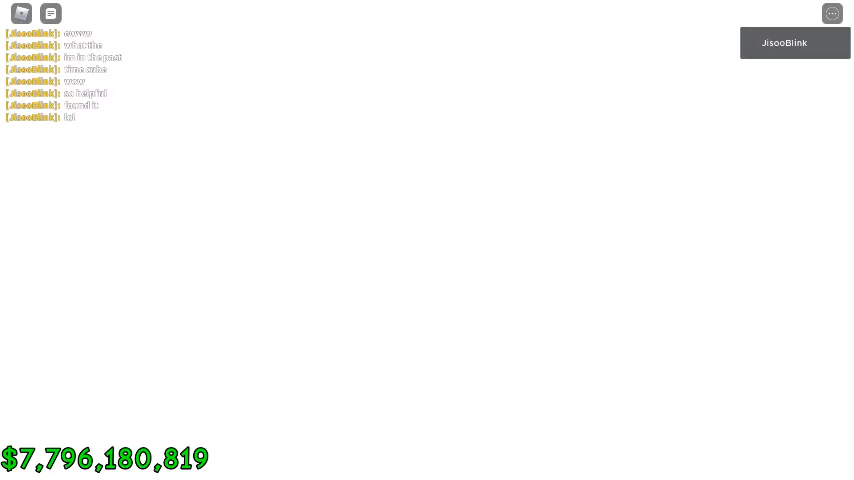 [JisooBlink]: ewww
JisooBlink
[JisooBlink]: what the
[JisooBlink]: im in the past
[JisooBlink]: time cube
[JisooBlink]: wow
[JisooBlink]: so helpful
[JisooBlink]: found it
[JisooBlink]: lol
$7,796,180,819